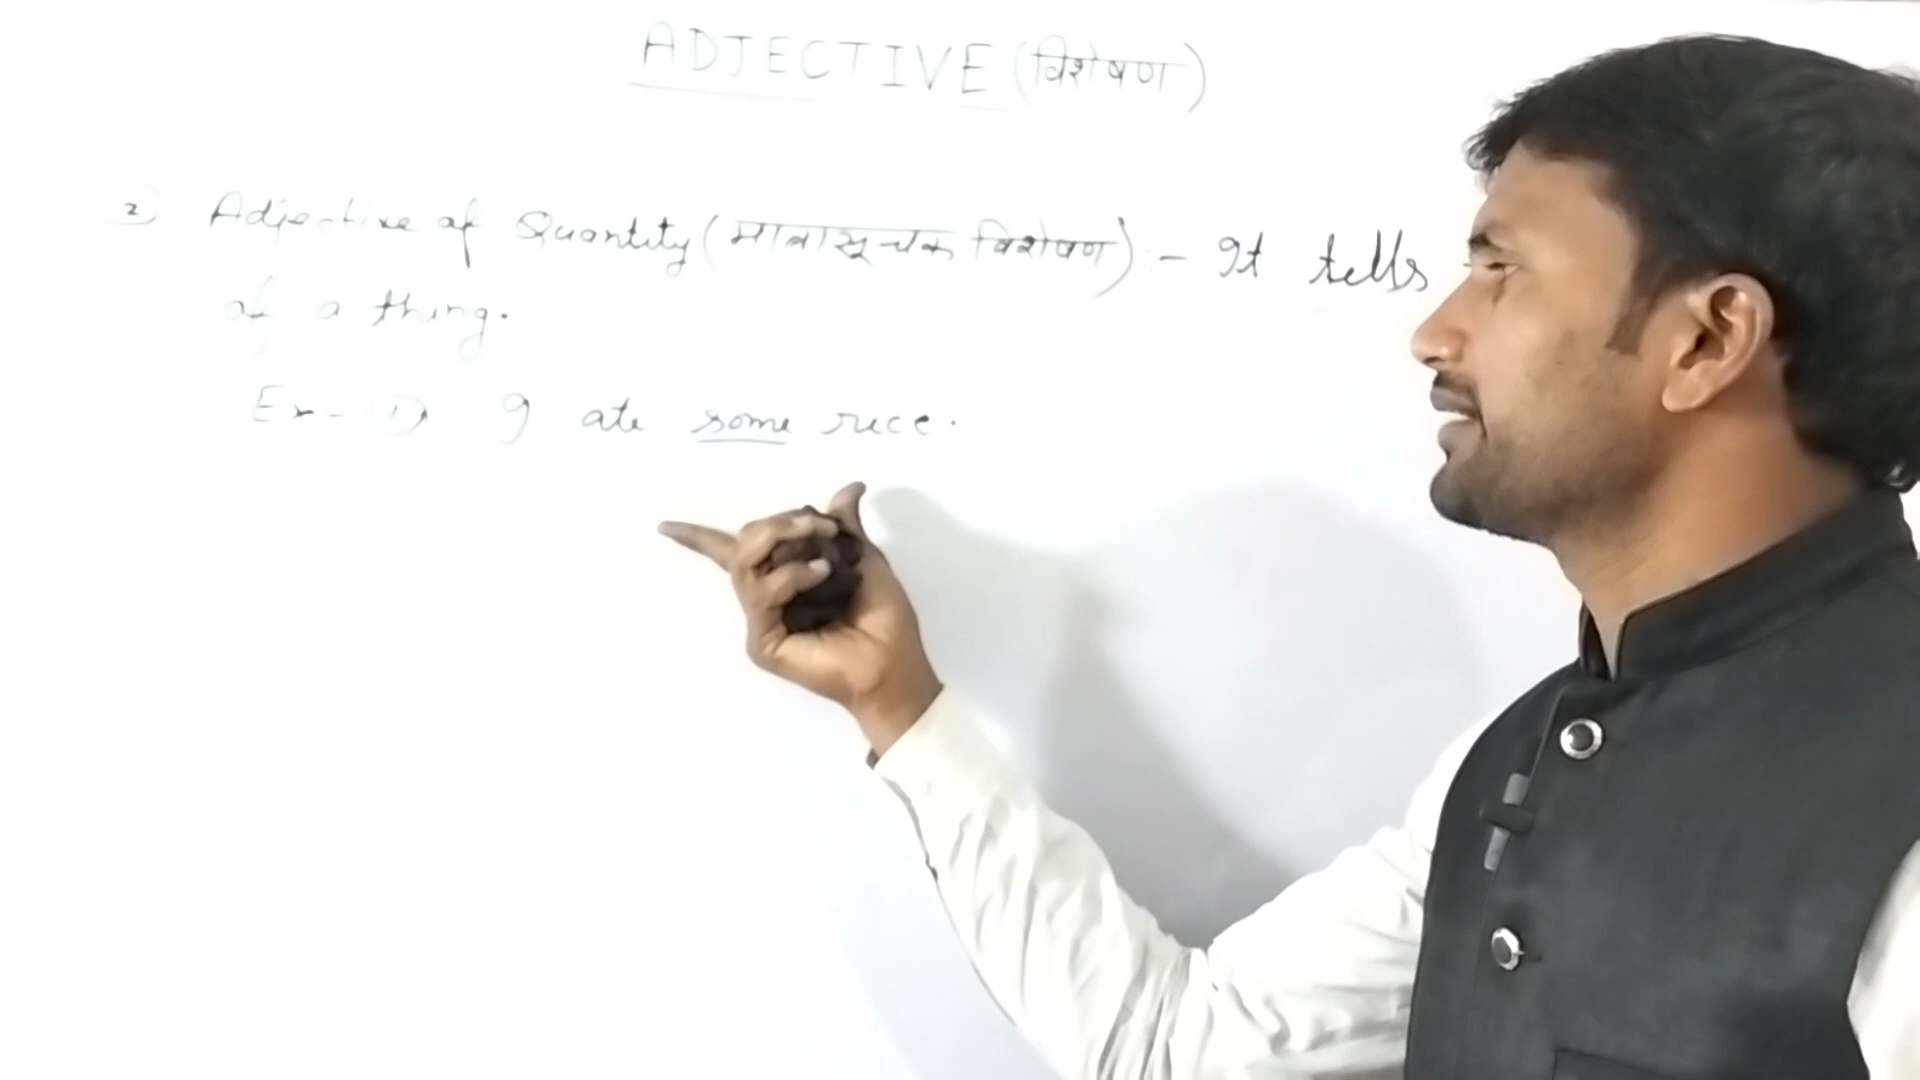 ADJECTIVE (विशेषण)
2 Adjective of Quantity (मात्रासूचक विशेषण) :- It tells
of a thing.
Ex- (1) I ate some rice.